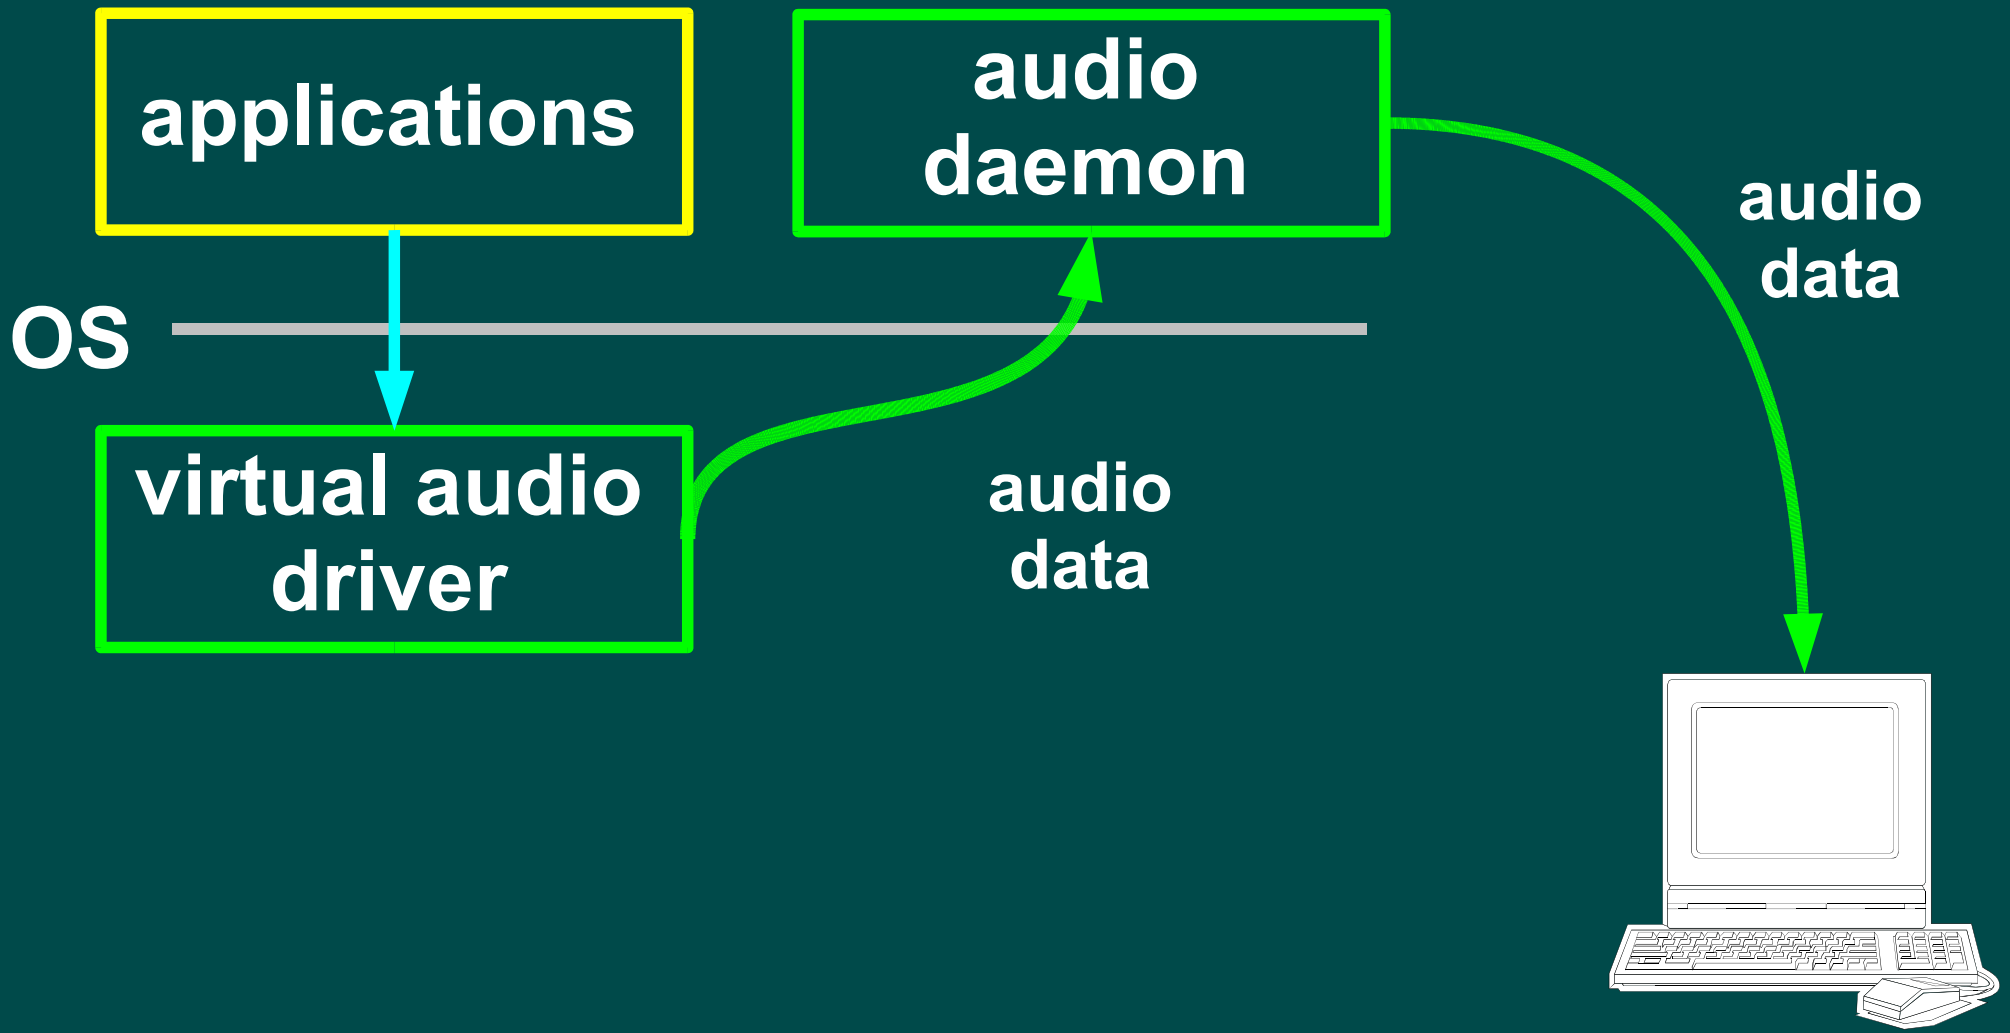 applications
audio
daemon
audio
data
OS
virtual audio
driver
audio
data